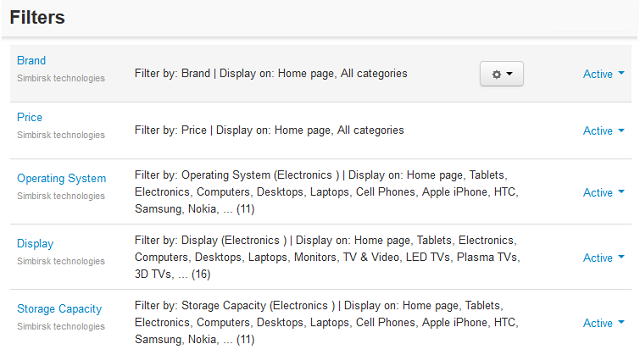 Filters
Brand
Simbirsk technologies
Filter by: Brand | Display on: Home page, All categories
Active
Price
Simbirsk technologies
Filter by: Price | Display on: Home page, All categories
Active
Operating System
Simbirsk technologies
Filter by: Operating System (Electronics ) | Display on: Home page, Tablets,
Electronics, Computers, Desktops, Laptops, Cell Phones, Apple iPhone, HTC,
Samsung, Nokia, ... (11)
Active
Display
Simbirsk technologies
Filter by: Display (Electronics ) | Display on: Home page, Tablets, Electronics,
Computers, Desktops, Laptops, Monitors, TV & Video, LED TVs, Plasma TVs,
3D TVs, ... (16)
Active
Storage Capacity
Simbirsk technologies
Filter by: Storage Capacity (Electronics ) | Display on: Home page, Tablets,
Electronics, Computers, Desktops, Laptops, Cell Phones, Apple iPhone, HTC,
Samsung, Nokia, ... (11)
Active